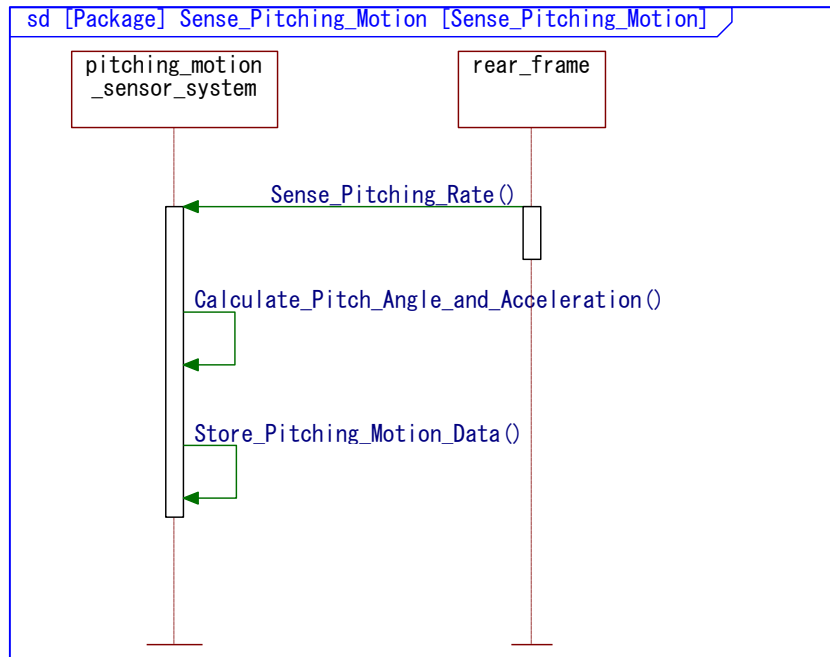 sd [Package] Sense_Pitching_Motion [Sense_Pitching_Motion]
pitching_motion
_sensor_system
rear_frame
Sense_Pitching_Rate()
Calculate_Pitch_Angle_and_Acceleration()
Store_Pitching_Motion_Data()